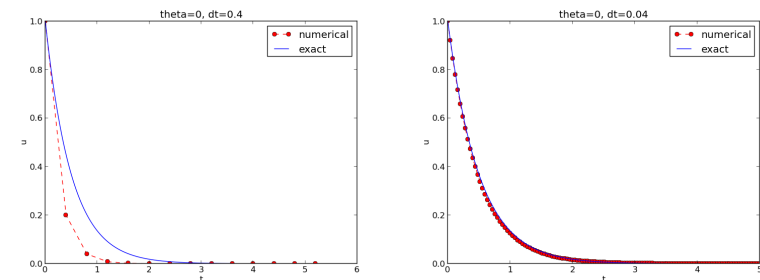 theta=0, dt=0.4
numerical
exact
1.0
0.8
0.6
0.4
0.2
0.0
u
0 1 2 3 4 5 6
t
theta=0, dt=0.04
numerical
exact
1.0
0.8
0.6
0.4
0.2
0.0
u
0 1 2 3 4 5
t